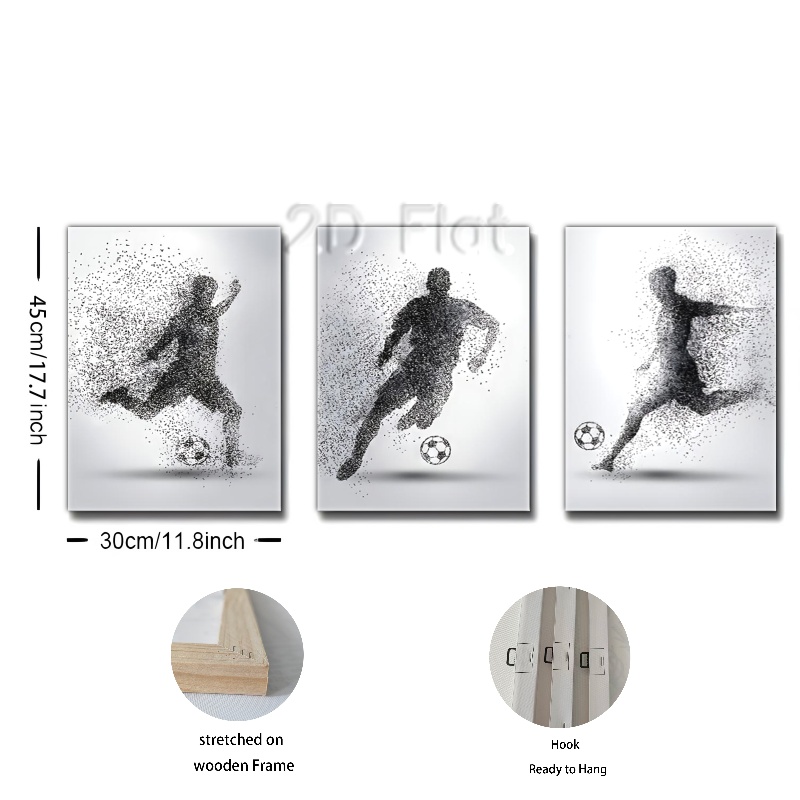 2D Flat
45cm/17.7inch
30cm/11.8inch
stretched on
wooden Frame
Hook
Ready to Hang